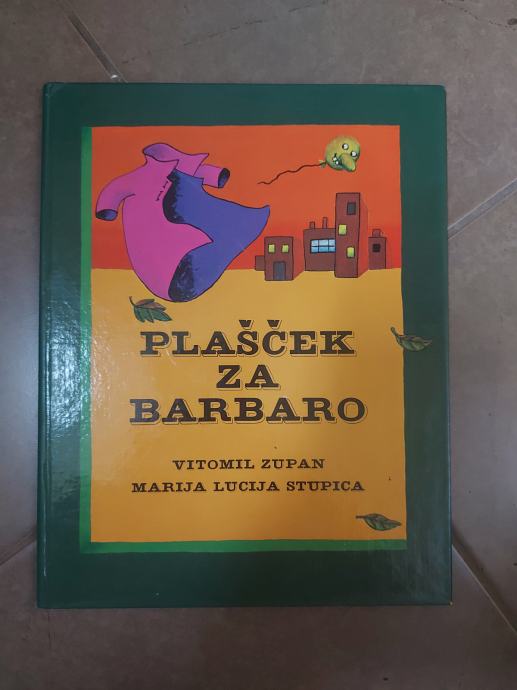 PLAŠČEK
ZA
BARBARO
VITOMIL ZUPAN
MARIJA LUCIJA STUPICA